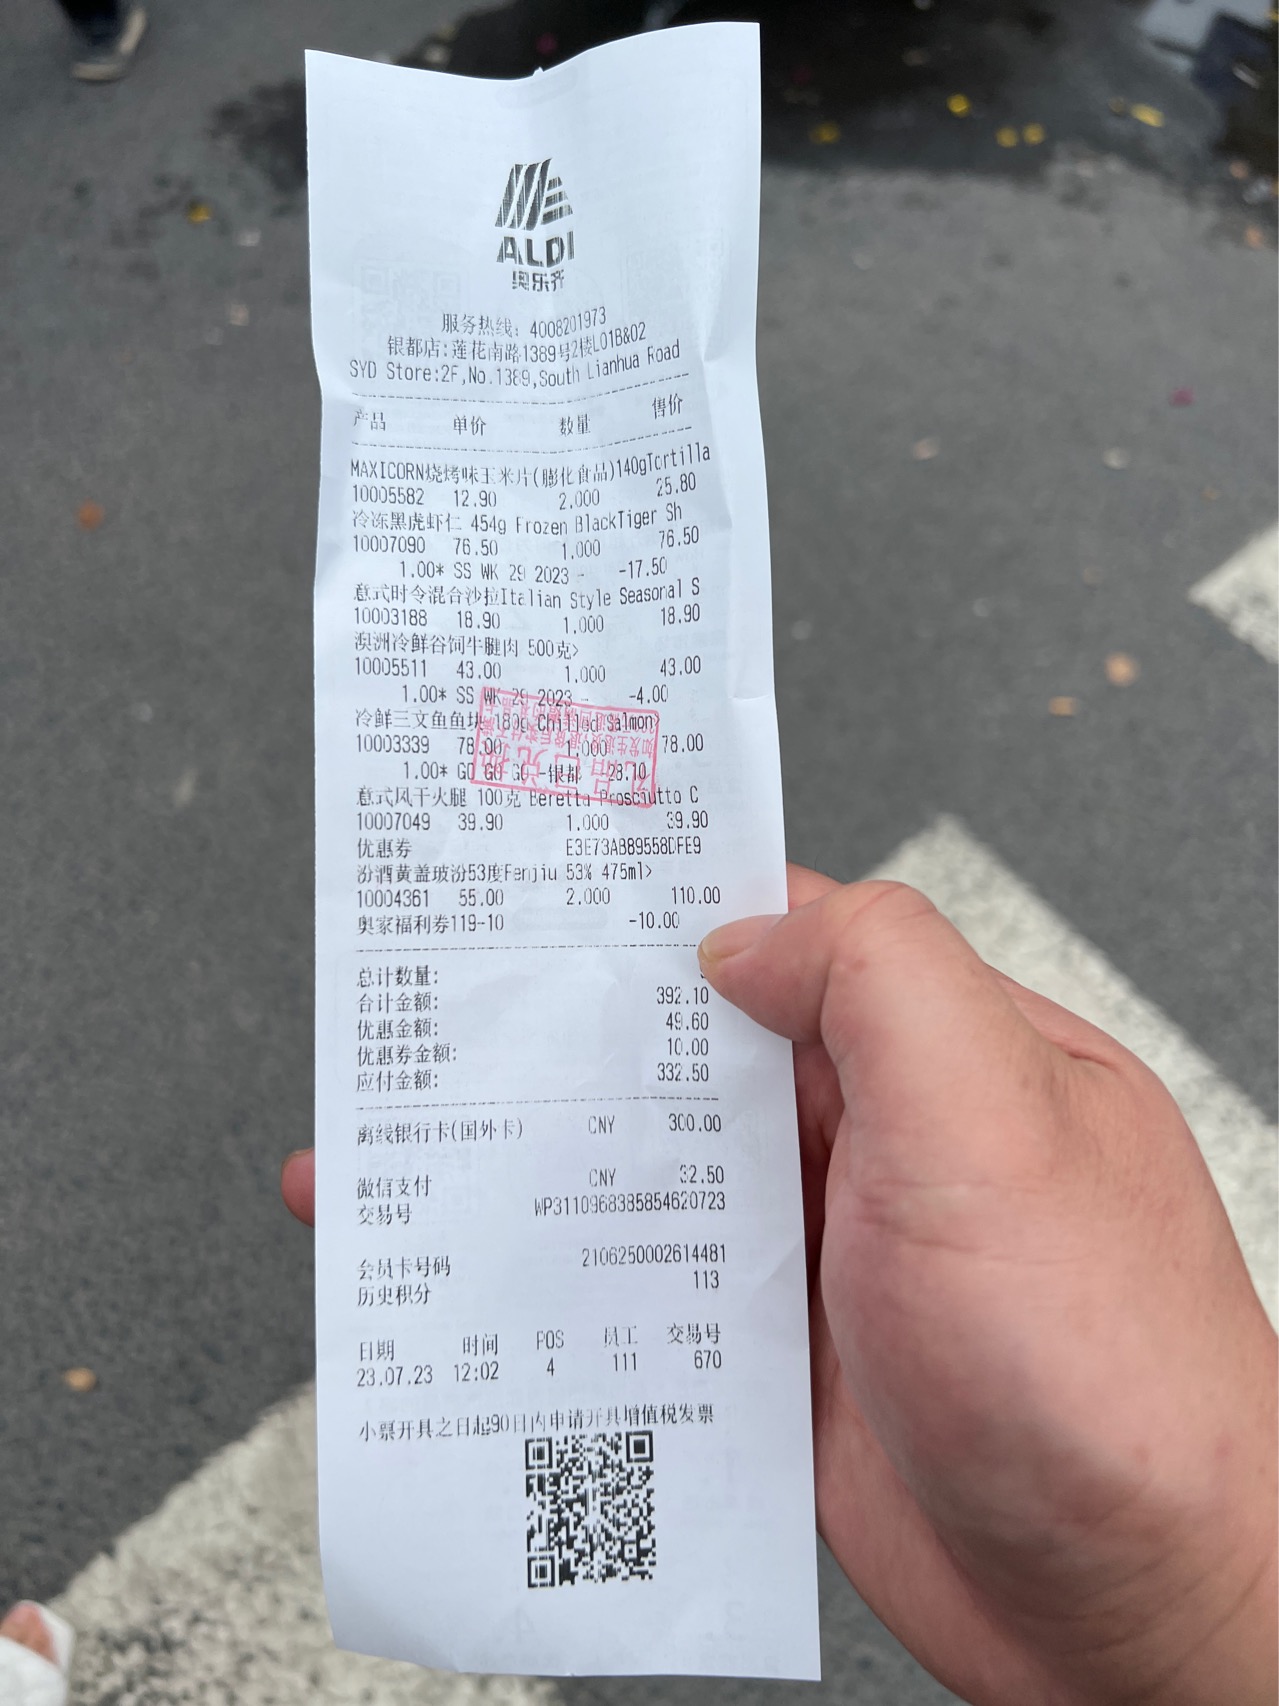 ALDI
奥乐齐
服务热线: 4008201973
银都店:莲花南路1389号2楼L01B&02
SYD Store:2F,No.1389,South Lianhua Road
产品 单价 数量 售价
MAXICORN烧烤味玉米片(膨化食品)140gTortilla
10005582 12.90 2.000 25.80
冷冻黑虎虾仁 454g Frozen BlackTiger Sh
10007090 76.50 1.000 76.50
1.00* SS WK 29 2023 - -17.50
意式时令混合沙拉Italian Style Seasonal S
10003188 18.90 1.000 18.90
澳洲冷鲜谷饲牛腱肉 500克>
10005511 43.00 1.000 43.00
1.00* SS WK 29 2023 - -4.00
冷鲜三文鱼鱼块 180g Chilled Salmon>
10003339 78.00 1.000 78.00
1.00* GO GO GO -银都 -28.10
意式风干火腿 100克 Beretta Prosciutto C
10007049 39.90 1.000 39.90
优惠券 E3E73AB89558DFE9
汾酒黄盖玻汾53度Fenjiu 53% 475ml>
10004361 55.00 2.000 110.00
奥家福利券119-10 -10.00
总计数量:
合计金额: 392.10
优惠金额: 49.60
优惠券金额: 10.00
应付金额: 332.50
离线银行卡(国外卡) CNY 300.00
微信支付 CNY 32.50
交易号 WP3110968385854620723
会员卡号码 2106250002614481
历史积分 113
日期 时间 POS 员工 交易号
23.07.23 12:02 4 111 670
小票开具之日起90日内申请开具增值税发票